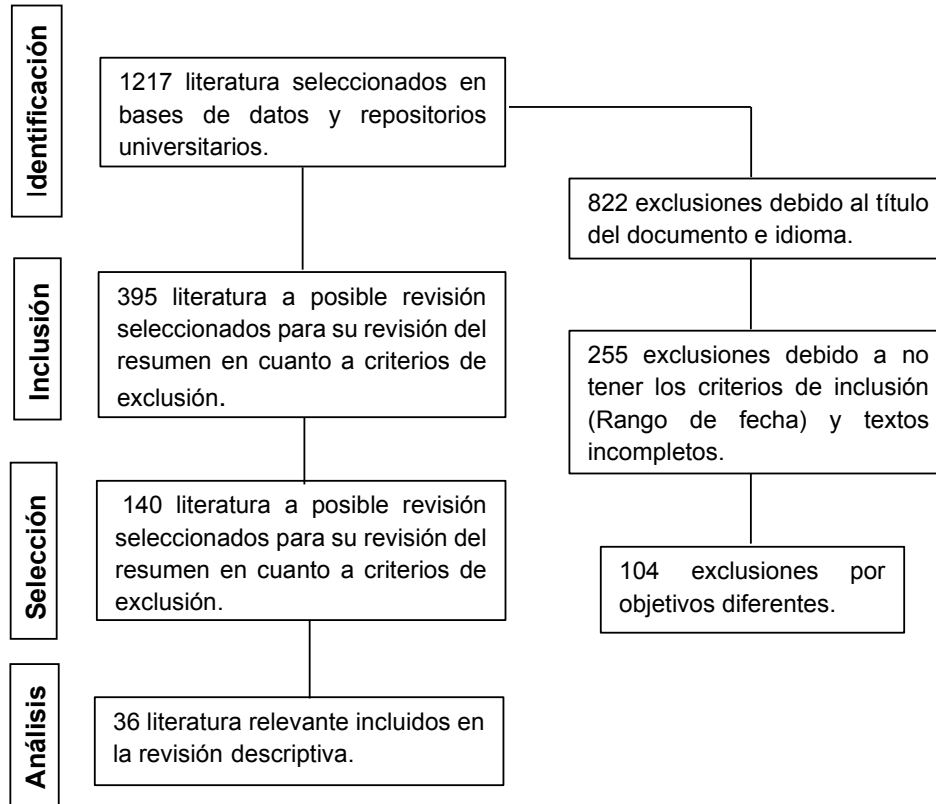 Identificación
1217 literatura seleccionados en
bases de datos y repositorios
universitarios.
822 exclusiones debido al título
del documento e idioma.
Inclusión
395 literatura a posible revisión
seleccionados para su revisión del
resumen en cuanto a criterios de
exclusión.
255 exclusiones debido a no
tener los criterios de inclusión
(Rango de fecha) y textos
incompletos.
Selección
140 literatura a posible revisión
seleccionados para su revisión del
resumen en cuanto a criterios de
exclusión.
104 exclusiones por
objetivos diferentes.
Análisis
36 literatura relevante incluidos en
la revisión descriptiva.